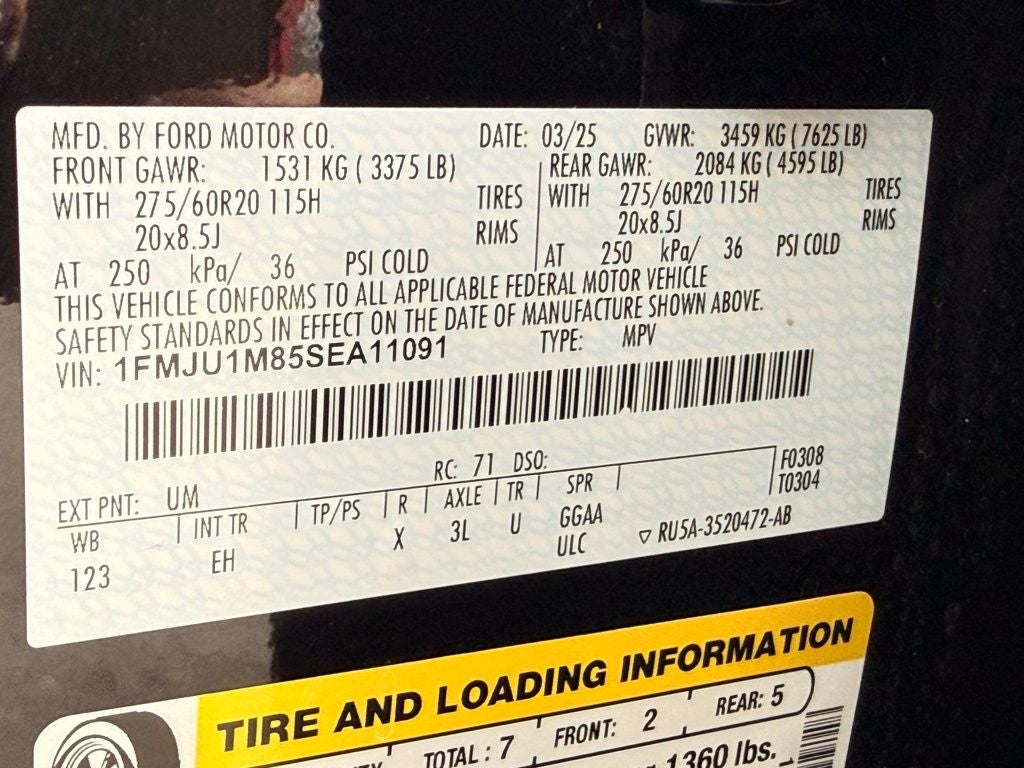 MFD. BY FORD MOTOR CO. DATE: 03/25 GVWR: 3459 KG ( 7625 LB)
FRONT GAWR: 1531 KG ( 3375 LB) REAR GAWR: 2084 KG ( 4595 LB)
WITH 275/60R20 115H TIRES WITH 275/60R20 115H TIRES
20x8.5J RIMS 20x8.5J RIMS
AT 250 kPa/ 36 PSI COLD AT 250 kPa/ 36 PSI COLD
THIS VEHICLE CONFORMS TO ALL APPLICABLE FEDERAL MOTOR VEHICLE
SAFETY STANDARDS IN EFFECT ON THE DATE OF MANUFACTURE SHOWN ABOVE.
VIN: 1FMJU1M85SEA11091 TYPE: MPV
EXT PNT: UM RC: 71 DSO: F0308
WB INT TR TP/PS R AXLE TR SPR T0304
123 EH X 3L U GGAA
ULC ▽ RU5A-3520472-AB
TIRE AND LOADING INFORMATION
TOTAL : 7 FRONT: 2 REAR: 5
1360 lbs.